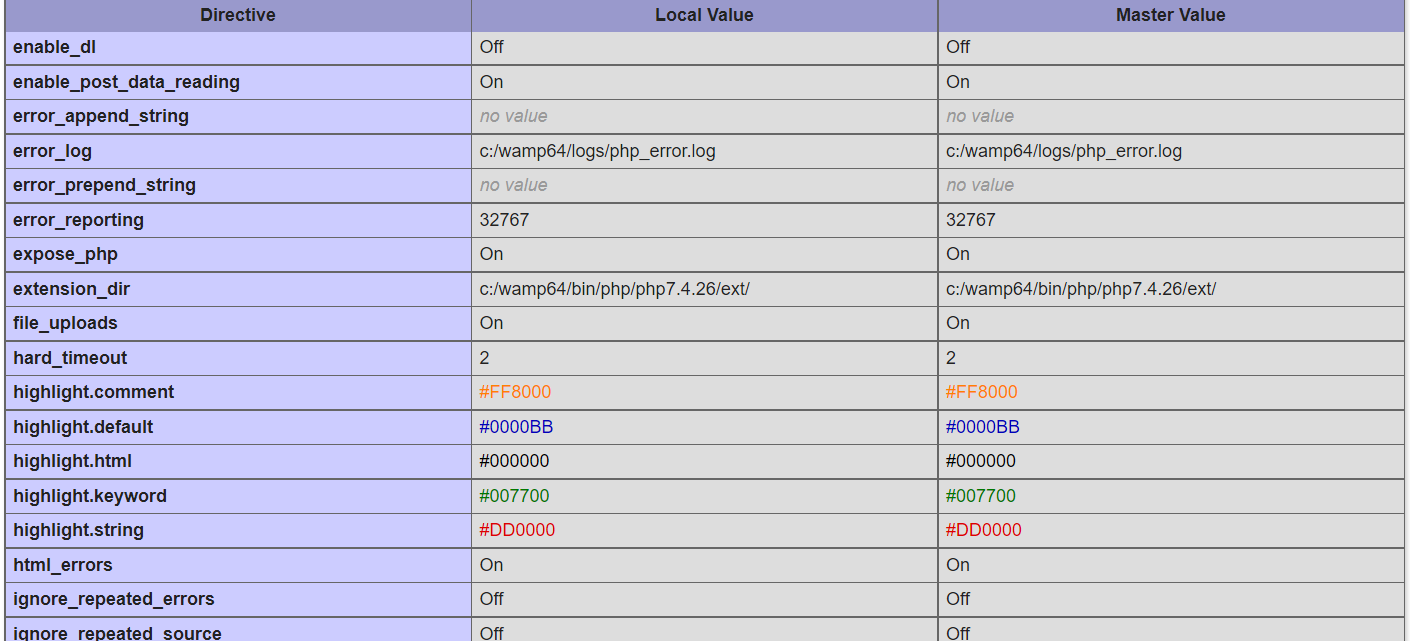 Directive Local Value Master Value
enable_dl Off Off
enable_post_data_reading On On
error_append_string no value no value
error_log c:/wamp64/logs/php_error.log c:/wamp64/logs/php_error.log
error_prepend_string no value no value
error_reporting 32767 32767
expose_php On On
extension_dir c:/wamp64/bin/php/php7.4.26/ext/ c:/wamp64/bin/php/php7.4.26/ext/
file_uploads On On
hard_timeout 2 2
highlight.comment #FF8000 #FF8000
highlight.default #0000BB #0000BB
highlight.html #000000 #000000
highlight.keyword #007700 #007700
highlight.string #DD0000 #DD0000
html_errors On On
ignore_repeated_errors Off Off
ignore_repeated_source Off Off